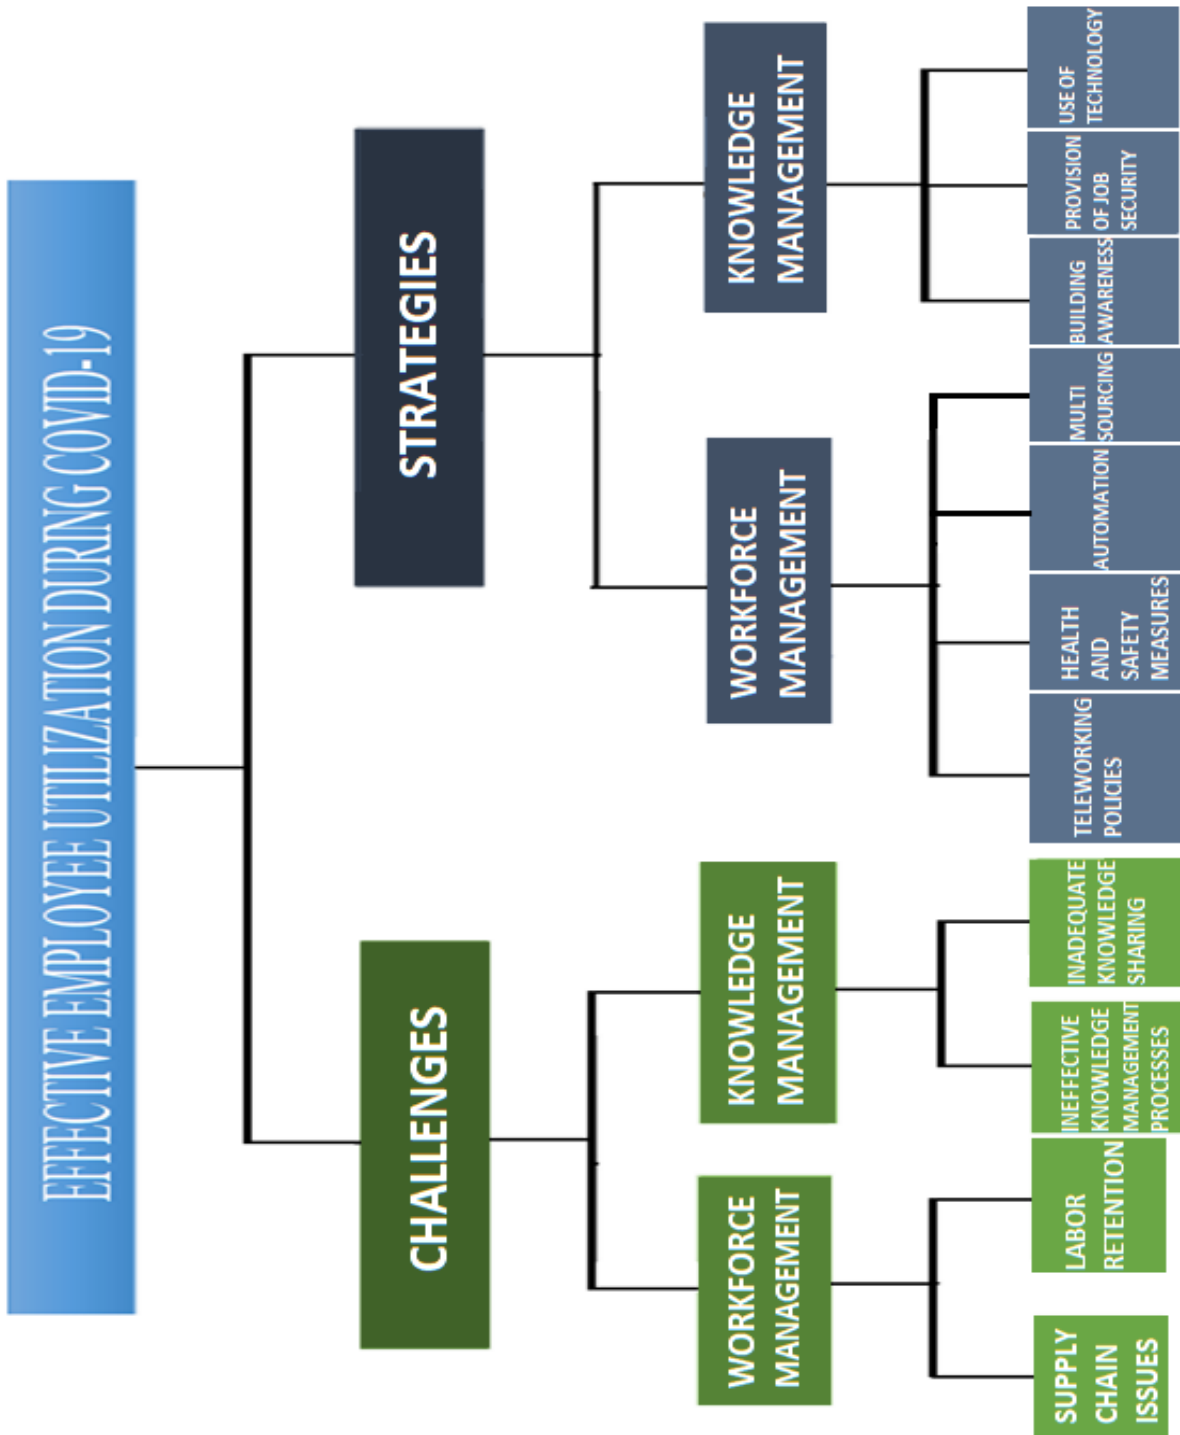 EFFECTIVE EMPLOYEE UTILIZATION DURING COVID-19
CHALLENGES
STRATEGIES
WORKFORCE
MANAGEMENT
KNOWLEDGE
MANAGEMENT
WORKFORCE
MANAGEMENT
KNOWLEDGE
MANAGEMENT
SUPPLY
CHAIN
ISSUES
LABOR
RETENTION
INEFFECTIVE
KNOWLEDGE
MANAGEMENT
PROCESSES
INADEQUATE
KNOWLEDGE
SHARING
TELEWORKING
POLICIES
HEALTH
AND
SAFETY
MEASURES
AUTOMATION
MULTI
SOURCING
BUILDING
AWARENESS
PROVISION
OF JOB
SECURITY
USE OF
TECHNOLOGY